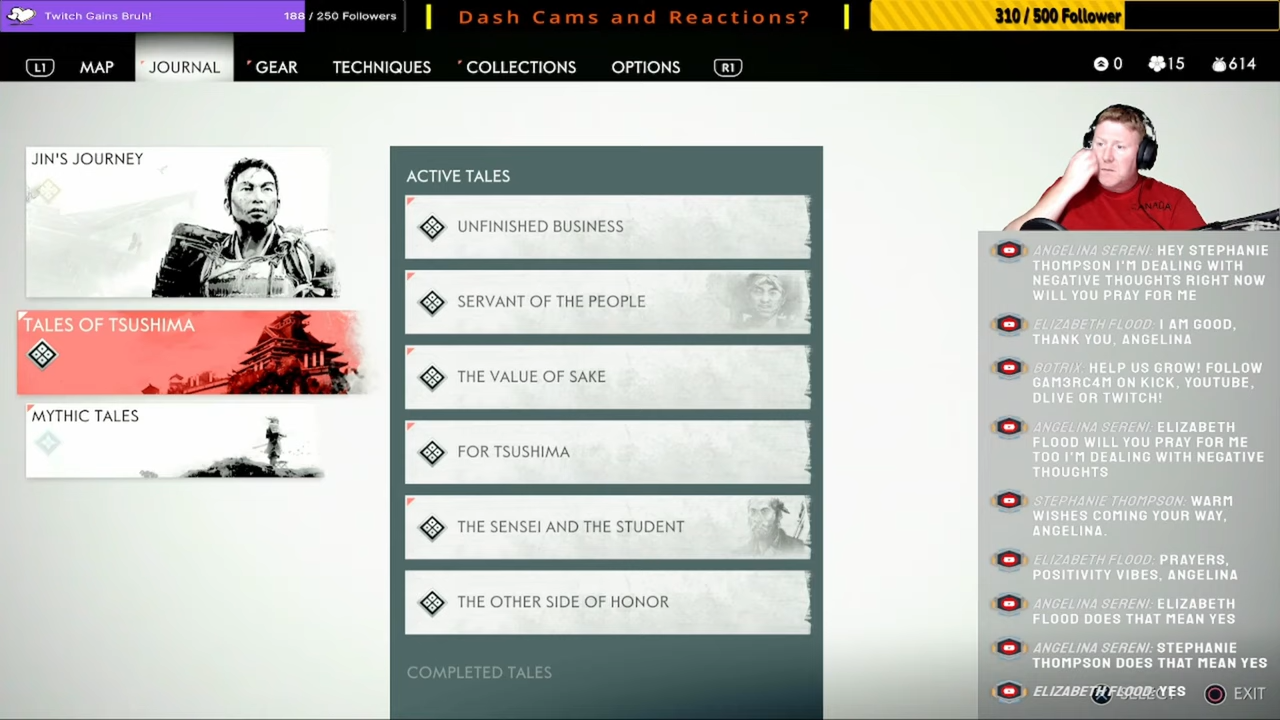 Twitch Gains Bruh!
188 / 250 Followers
Dash Cams and Reactions?
310 / 500 Follower
L1
MAP
JOURNAL
GEAR
TECHNIQUES
COLLECTIONS
OPTIONS
R1
0
15
614
JIN'S JOURNEY
TALES OF TSUSHIMA
MYTHIC TALES
ACTIVE TALES
UNFINISHED BUSINESS
SERVANT OF THE PEOPLE
THE VALUE OF SAKE
FOR TSUSHIMA
THE SENSEI AND THE STUDENT
THE OTHER SIDE OF HONOR
COMPLETED TALES
CANADA
ANGELINA SERENI: HEY STEPHANIE
THOMPSON I'M DEALING WITH
NEGATIVE THOUGHTS RIGHT NOW
WILL YOU PRAY FOR ME
ELIZABETH FLOOD: I AM GOOD,
THANK YOU, ANGELINA
BOTRIX: HELP US GROW! FOLLOW
GAM3RC4M ON KICK, YOUTUBE,
DLIVE OR TWITCH!
ANGELINA SERENI: ELIZABETH
FLOOD WILL YOU PRAY FOR ME
TOO I'M DEALING WITH NEGATIVE
THOUGHTS
STEPHANIE THOMPSON: WARM
WISHES COMING YOUR WAY,
ANGELINA.
ELIZABETH FLOOD: PRAYERS,
POSITIVITY VIBES, ANGELINA
ANGELINA SERENI: ELIZABETH
FLOOD DOES THAT MEAN YES
ANGELINA SERENI: STEPHANIE
THOMPSON DOES THAT MEAN YES
ELIZABETH FLOOD: YES
SELECT
EXIT